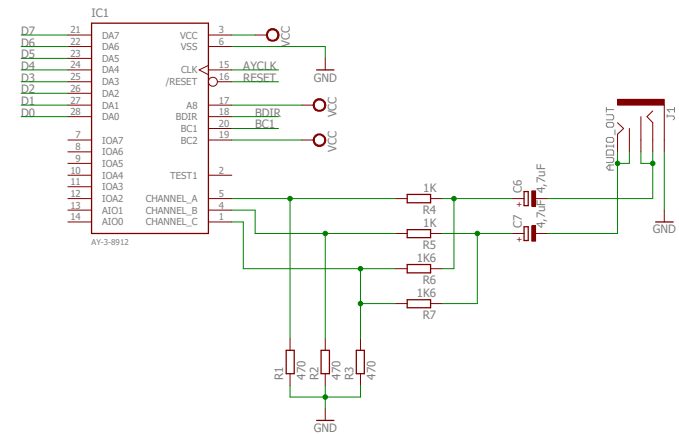 IC1
D7 21 DA7 VCC 3 VCC
D6 22 DA6 VSS 6
D5 23 DA5
D4 24 DA4 CLK 15 AYCLK
D3 25 DA3 /RESET 16 RESET
GND
D2 26 DA2
D1 27 DA1 A8 17 VCC
D0 28 DA0 BDIR 18 BDIR
BC1 20 BC1
7 IOA7 BC2 19 VCC
8 IOA6
9 IOA5
10 IOA4 TEST1 2
11 IOA3
12 IOA2 CHANNEL_A 5
13 AIO1 CHANNEL_B 4
14 AIO0 CHANNEL_C 1
AY-3-8912
1K
R4
1K
R5
1K6
R6
1K6
R7
C6 4,7uF
+
C7 4,7uF
+
AUDIO_OUT
J1
GND
R1 470
R2 470
R3 470
GND